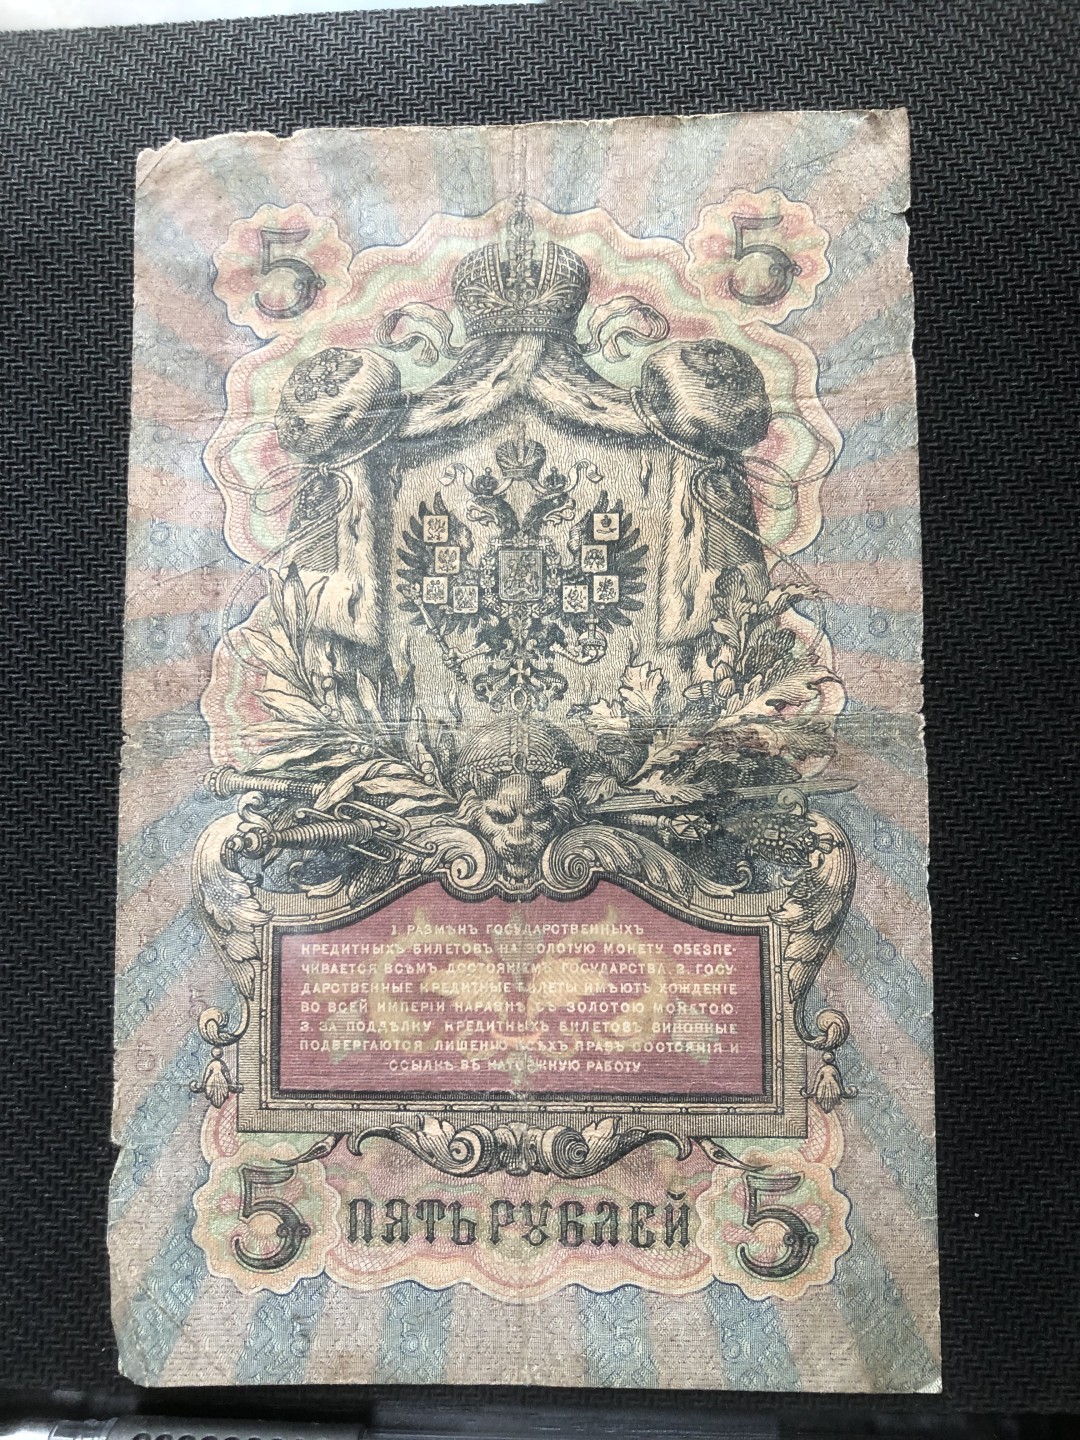 5 5
1. РАЗМѢНЪ ГОСУДАРСТВЕННЫХЪ
КРЕДИТНЫХЪ БИЛЕТОВЪ НА ЗОЛОТУЮ МОНЕТУ ОБЕЗПЕ-
ЧИВАЕТСЯ ВСѢМЪ ДОСТОЯНІЕМЪ ГОСУДАРСТВА. 2. ГОСУ-
ДАРСТВЕННЫЕ КРЕДИТНЫЕ БИЛЕТЫ ИМѢЮТЪ ХОЖДЕНІЕ
ВО ВСЕЙ ИМПЕРІИ НАРАВНѢ СЪ ЗОЛОТОЮ МОНЕТОЮ.
3. ЗА ПОДДѢЛКУ КРЕДИТНЫХЪ БИЛЕТОВЪ ВИНОВНЫЕ
ПОДВЕРГАЮТСЯ ЛИШЕНІЮ ВСѢХЪ ПРАВЪ СОСТОЯНІЯ И
ССЫЛКѢ ВЪ КАТОРЖНУЮ РАБОТУ.
5 ПЯТЬ РУБЛЕЙ 5